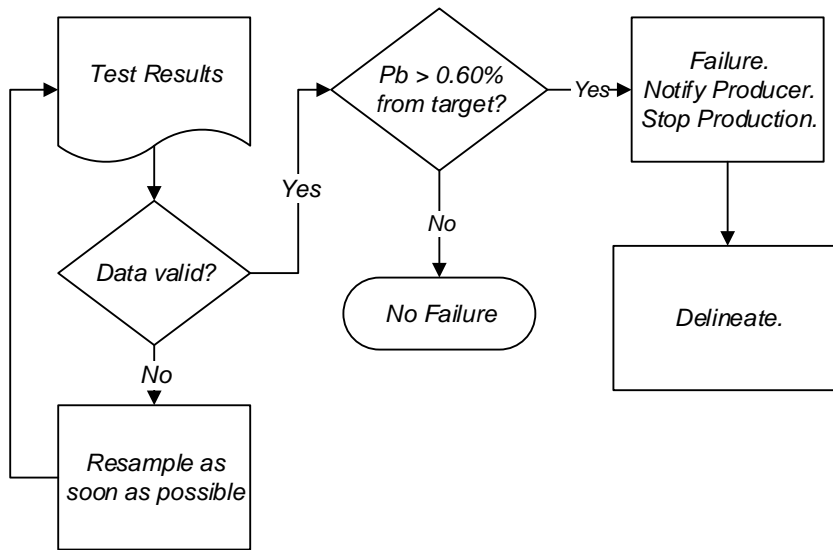 Test Results
Data valid?
No
Resample as
soon as possible
Yes
Pb > 0.60%
from target?
No
No Failure
Yes
Failure.
Notify Producer.
Stop Production.
Delineate.